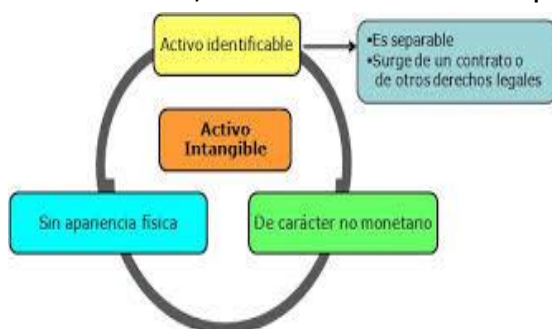 Activo identificable
•Es separable
•Surge de un contrato o
de otros derechos legales
Activo
Intangible
Sin apariencia física
De carácter no monetario